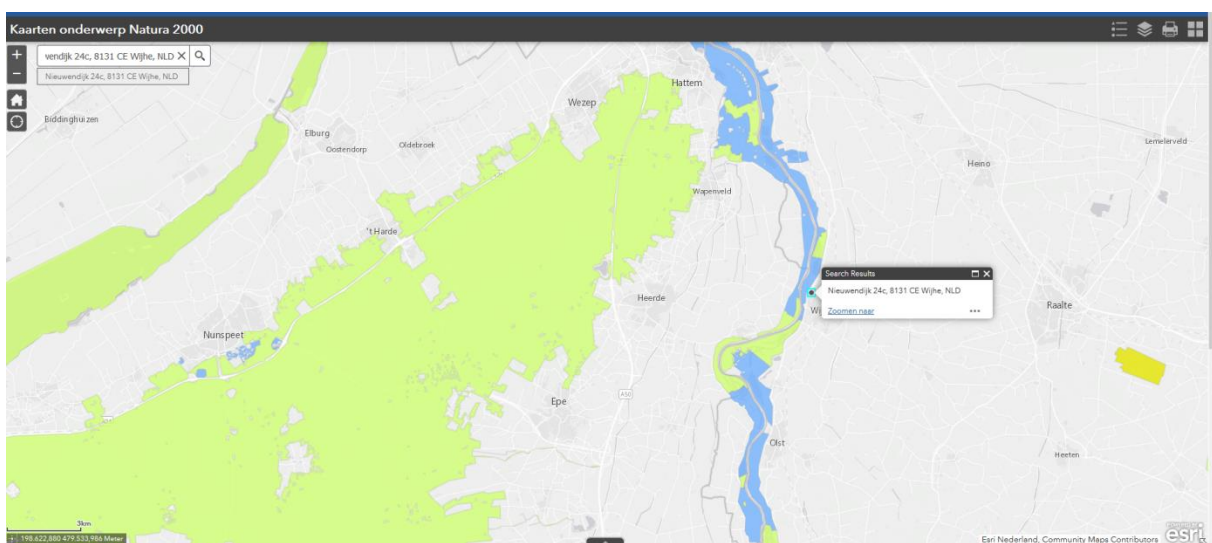 Kaarten onderwerp Natura 2000
vendijk 24c, 8131 CE Wijhe, NLD
Nieuwendijk 24c, 8131 CE Wijhe, NLD
Hattem
Wezep
Biddinghuizen
Elburg
Oostendorp
Oldebroek
Lemelerveld
Heino
Wapenveld
't Harde
Search Results
Nieuwendijk 24c, 8131 CE Wijhe, NLD
Zoomen naar
Heerde
Raalte
Nunspeet
Epe
A50
Olst
Heeten
3km
198.622,880 479.533,986 Meter
Esri Nederland, Community Maps Contributors
esri